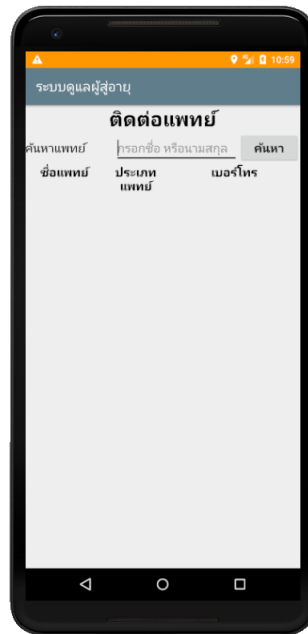 10:59
ระบบดูแลผู้สู่อายุ
ติดต่อแพทย์
ค้นหาแพทย์ กรอกชื่อ หรือนามสกุล ค้นหา
ชื่อแพทย์ ประเภท เบอร์โทร
แพทย์